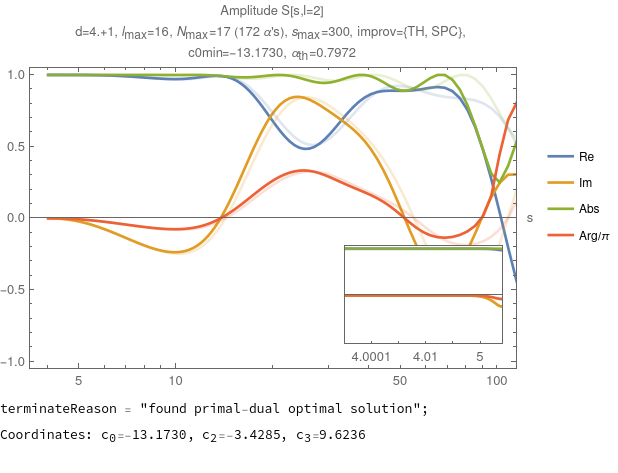 Amplitude S[s,l=2]
d=4.+1, lmax=16, Nmax=17 (172 α's), smax=300, improv={TH, SPC},
c0min=−13.1730, αth=0.7972
1.0
0.5
0.0
−0.5
−1.0
s
Re
Im
Abs
Arg/π
4.0001 4.01 5
5 10 50 100
terminateReason = "found primal-dual optimal solution";
Coordinates: c0=-13.1730, c2=-3.4285, c3=9.6236